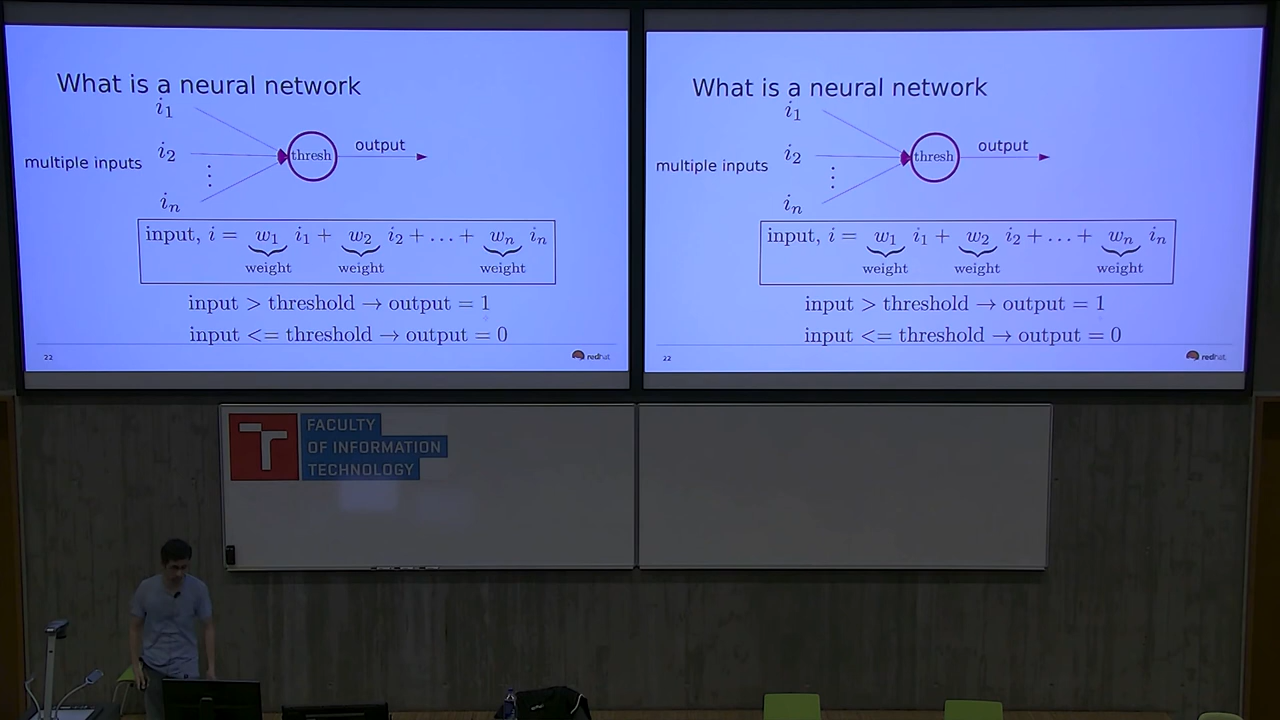 What is a neural network
i1
i2
⋮
in
multiple inputs
thresh
output
input, i = w1 i1 + w2 i2 + … + wn in
weight weight weight
input > threshold → output = 1
input <= threshold → output = 0
22
redhat
What is a neural network
i1
i2
⋮
in
multiple inputs
thresh
output
input, i = w1 i1 + w2 i2 + … + wn in
weight weight weight
input > threshold → output = 1
input <= threshold → output = 0
22
redhat
T
FACULTY
OF INFORMATION
TECHNOLOGY